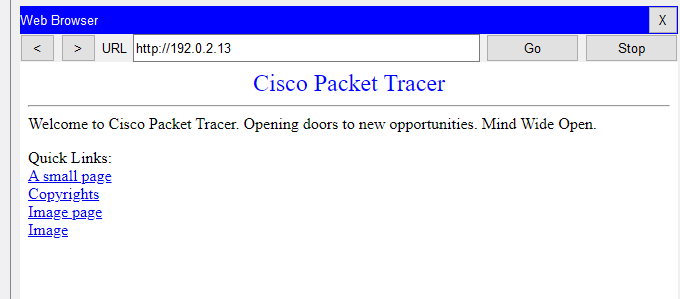 Web Browser X
< > URL http://192.0.2.13 Go Stop
Cisco Packet Tracer
Welcome to Cisco Packet Tracer. Opening doors to new opportunities. Mind Wide Open.
Quick Links:
A small page
Copyrights
Image page
Image